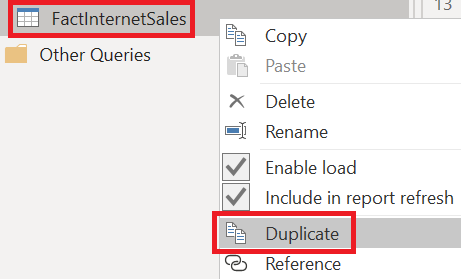 FactInternetSales
Other Queries
13
Copy
Paste
Delete
Rename
Enable load
Include in report refresh
Duplicate
Reference